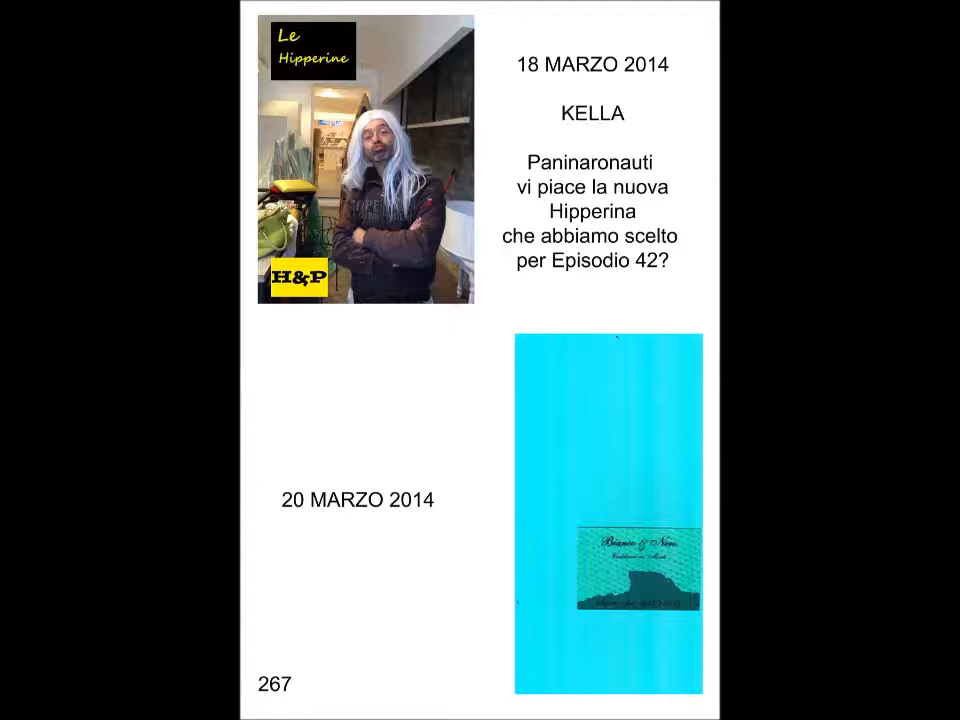 Le
Hipperine
H&P
18 MARZO 2014
KELLA
Paninaronauti
vi piace la nuova
Hipperina
che abbiamo scelto
per Episodio 42?
20 MARZO 2014
Bianco & Nero
267